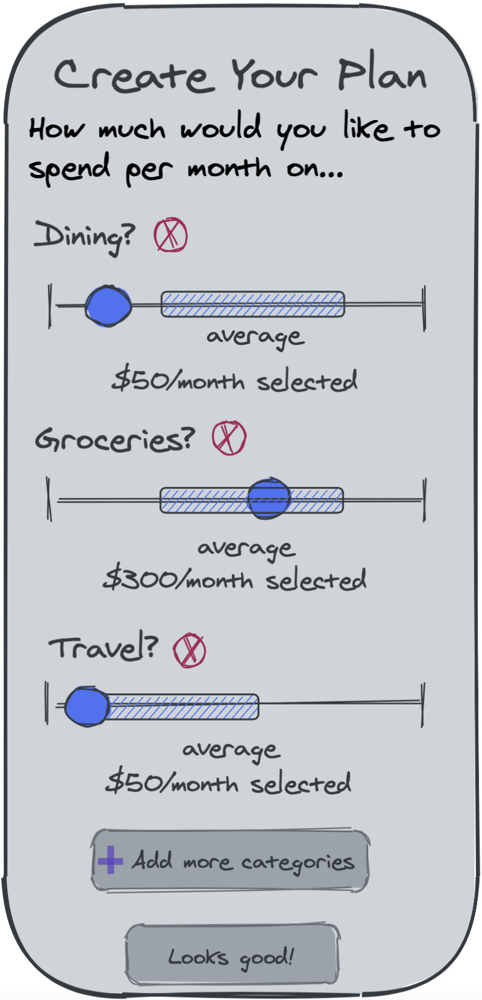 Create Your Plan
How much would you like to
spend per month on...
Dining?
average
$50/month selected
Groceries?
average
$300/month selected
Travel?
average
$50/month selected
Add more categories
Looks good!